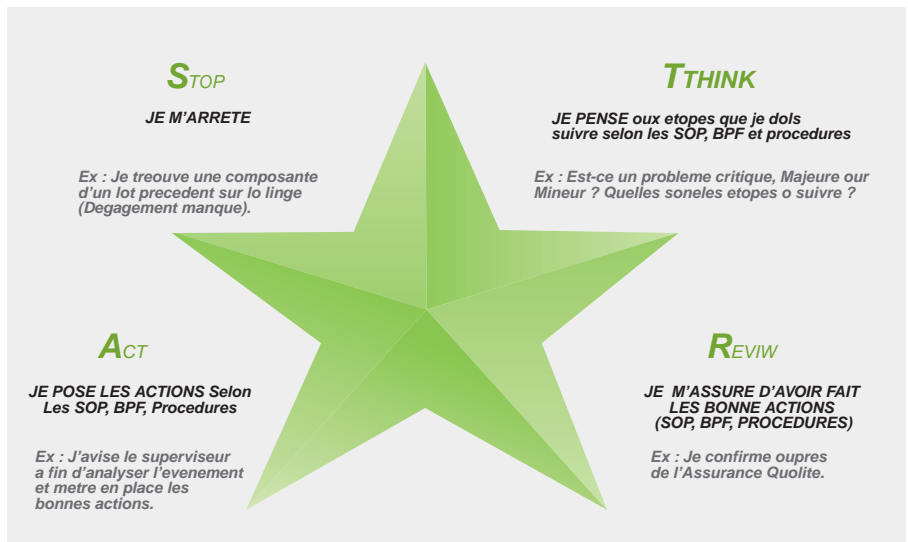 STOP
JE M'ARRETE
Ex : Je treouve une composante
d'un lot precedent sur lo linge
(Degagement manque).
TTHINK
JE PENSE oux etopes que je dols
suivre selon les SOP, BPF et procedures
Ex : Est-ce un probleme critique, Majeure our
Mineur ? Quelles soneles etopes o suivre ?
ACT
JE POSE LES ACTIONS Selon
Les SOP, BPF, Procedures
Ex : J'avise le superviseur
a fin d'analyser l'evenement
et metre en place les
bonnes actions.
REVIW
JE M'ASSURE D'AVOIR FAIT
LES BONNE ACTIONS
(SOP, BPF, PROCEDURES)
Ex : Je confirme oupres
de l'Assurance Quolite.